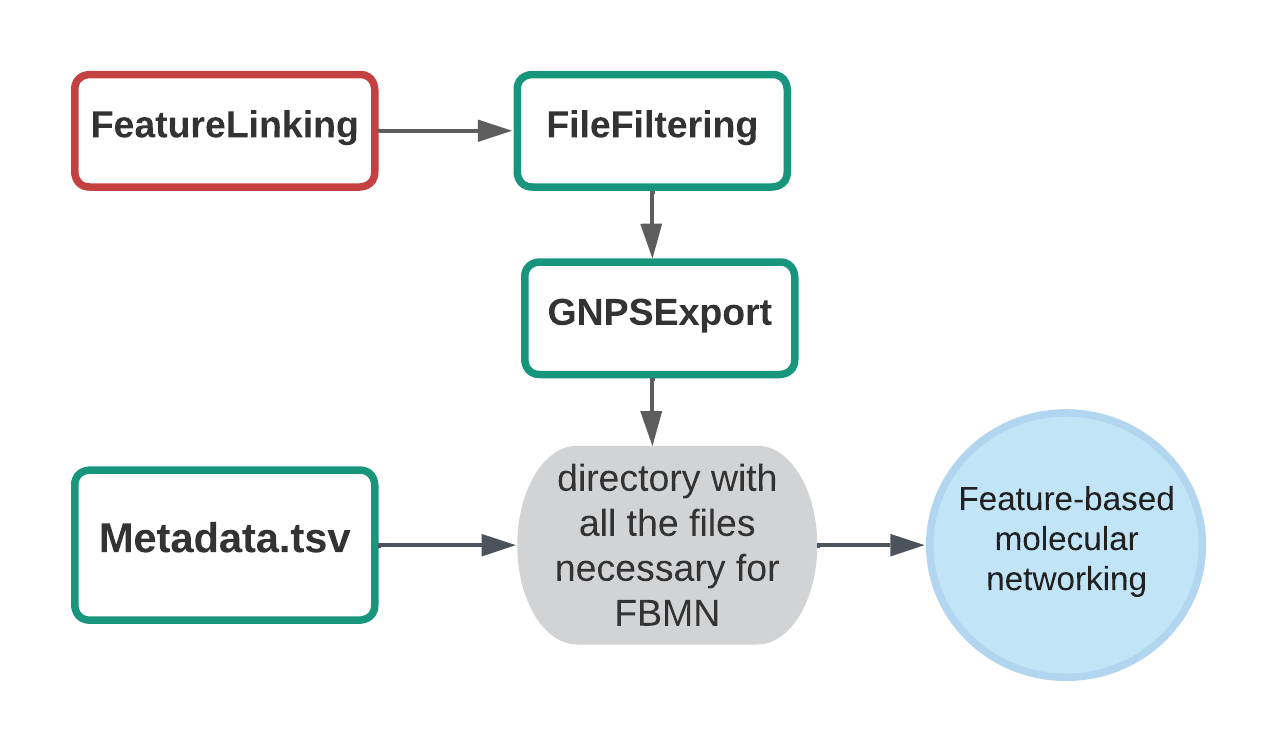 FeatureLinking
FileFiltering
GNPSExport
Metadata.tsv
directory with
all the files
necessary for
FBMN
Feature-based
molecular
networking